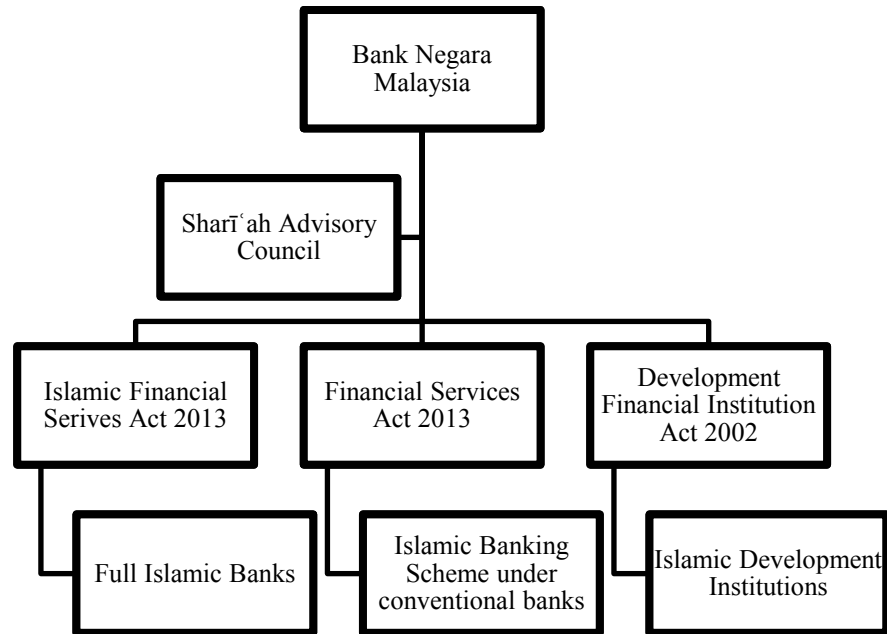 Bank Negara
Malaysia
Sharīʿah Advisory
Council
Islamic Financial
Serives Act 2013
Financial Services
Act 2013
Development
Financial Institution
Act 2002
Full Islamic Banks
Islamic Banking
Scheme under
conventional banks
Islamic Development
Institutions